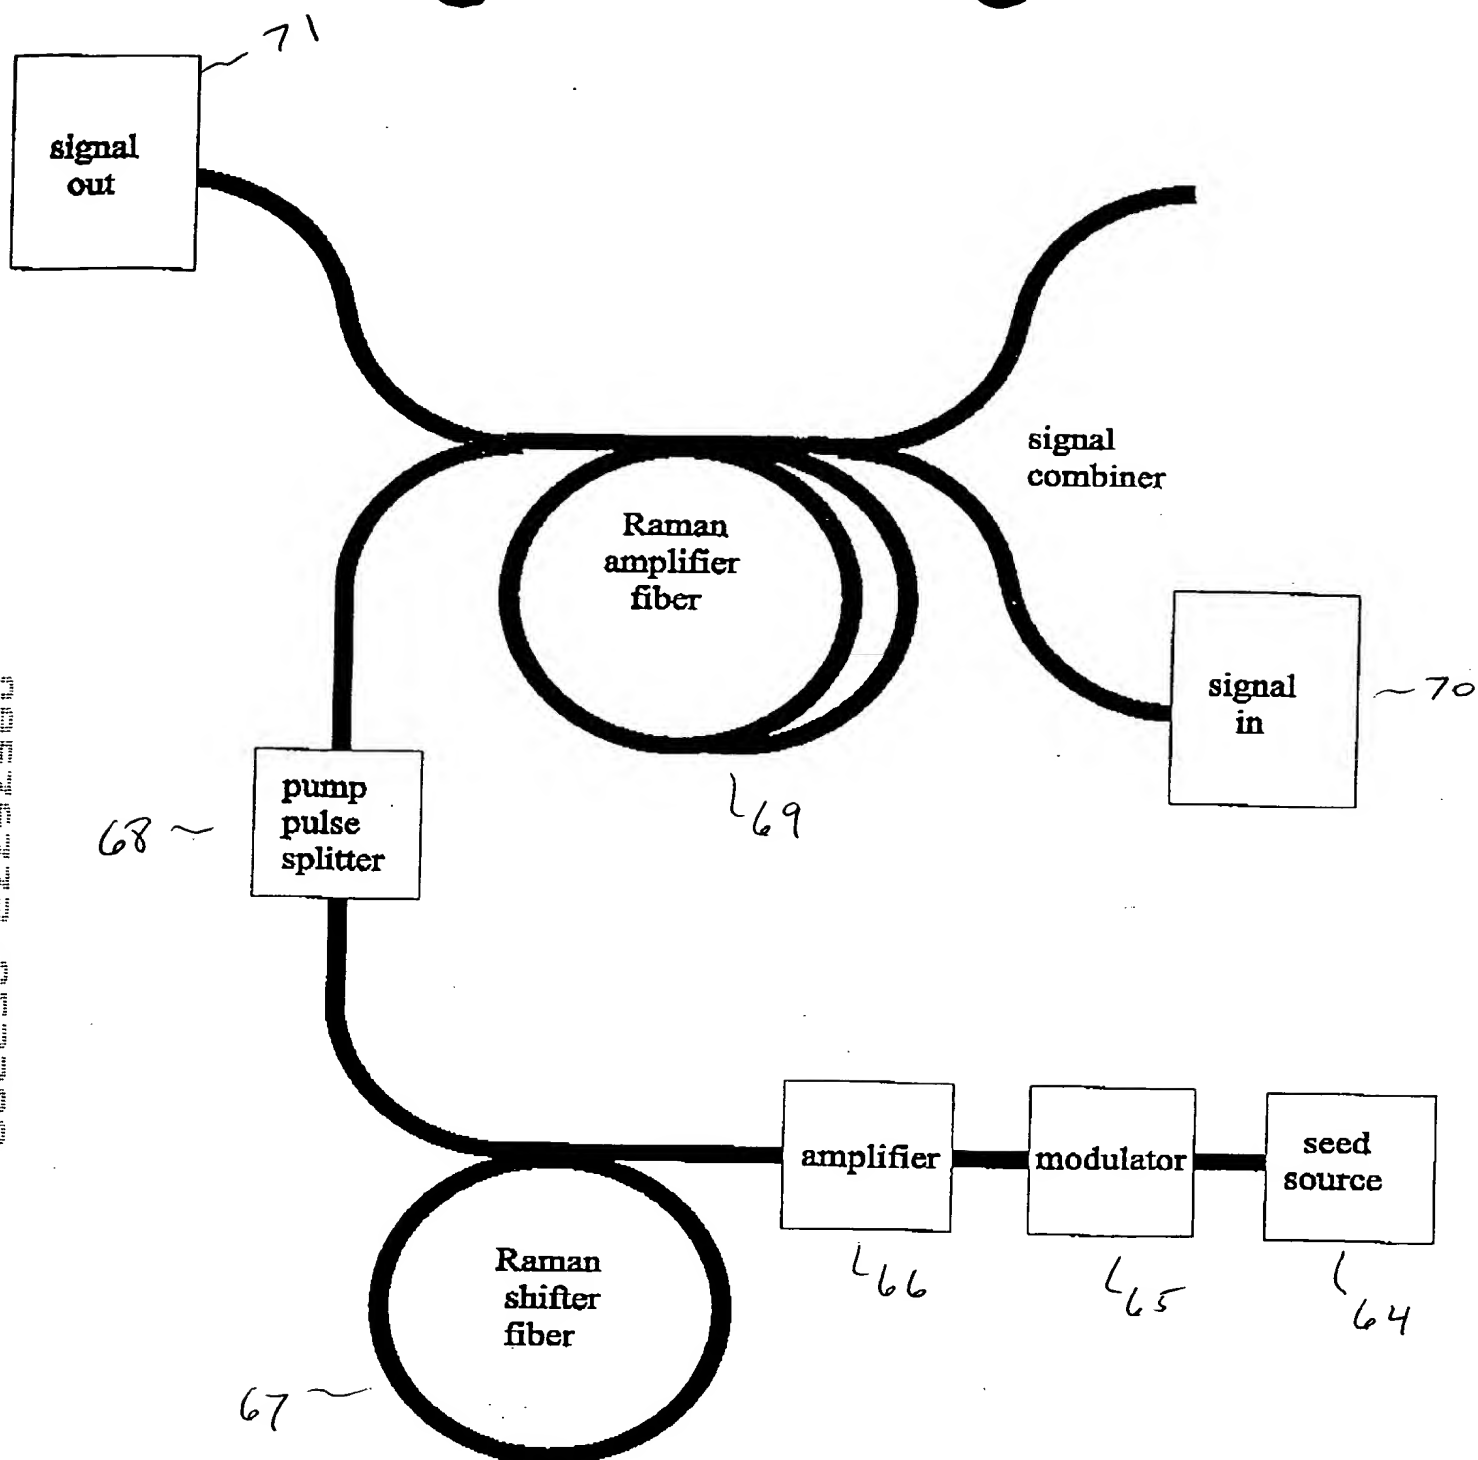 71
signal
out
signal
combiner
Raman
amplifier
fiber
signal
in
70
pump
pulse
splitter
68
69
amplifier
modulator
seed
source
66
65
64
Raman
shifter
fiber
67